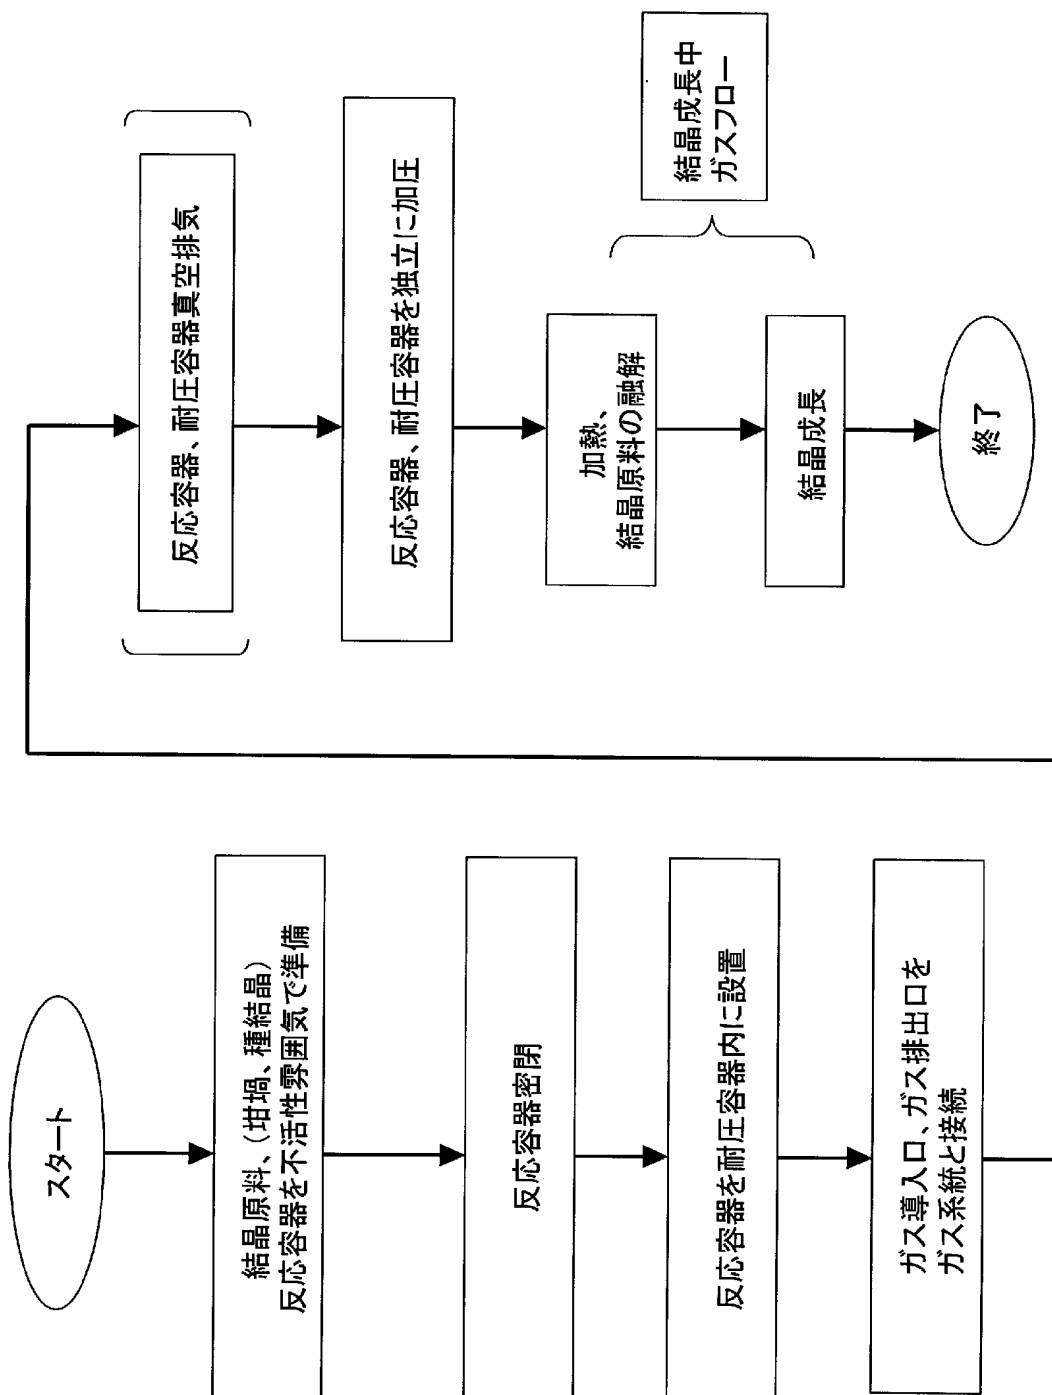 スタート
結晶原料、(坩堝、種結晶)
反応容器を不活性雰囲気で準備
反応容器密閉
反応容器を耐圧容器内に設置
ガス導入口、ガス排出口を
ガス系統と接続
反応容器、耐圧容器真空排気
反応容器、耐圧容器を独立に加圧
加熱、
結晶原料の融解
結晶成長中
ガスフロー
結晶成長
終了